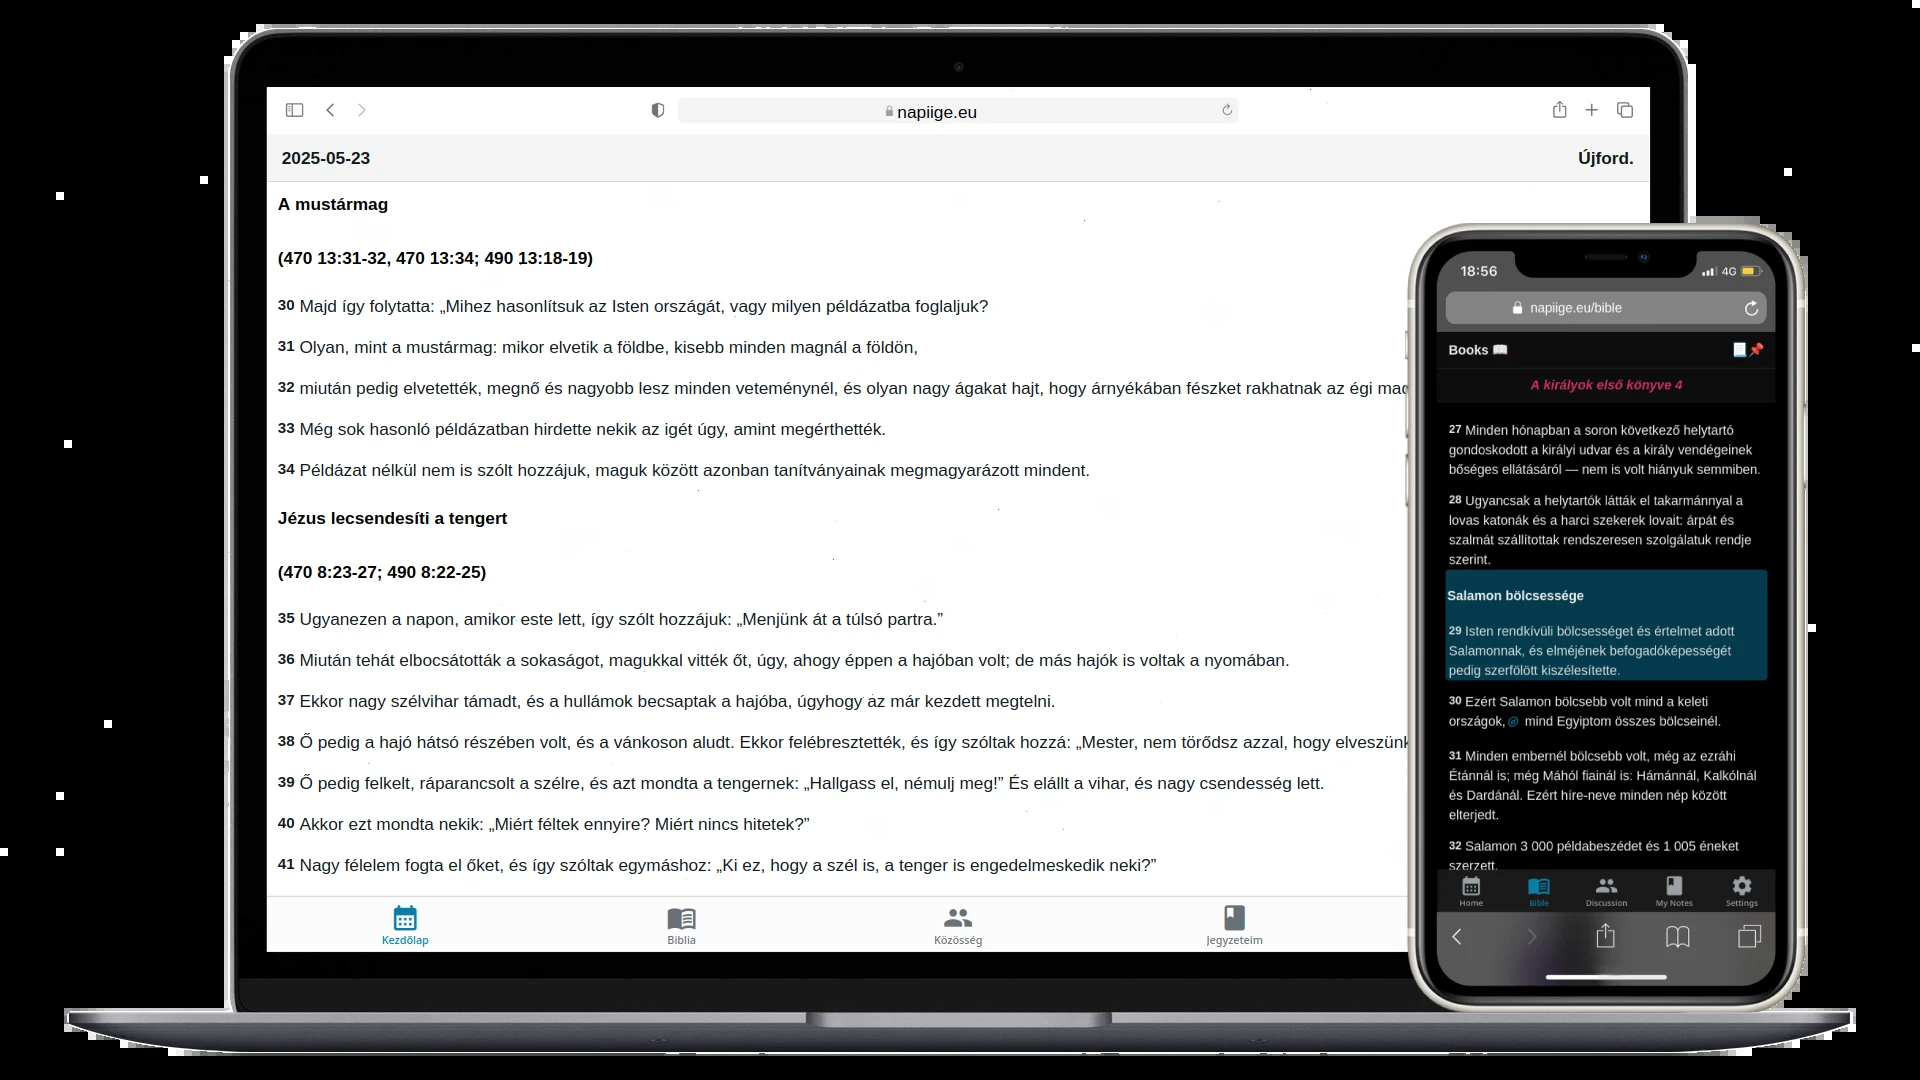 napiige.eu
2025-05-23
Újford.
A mustármag
(470 13:31-32, 470 13:34; 490 13:18-19)
30 Majd így folytatta: „Mihez hasonlítsuk az Isten országát, vagy milyen példázatba foglaljuk?
31 Olyan, mint a mustármag: mikor elvetik a földbe, kisebb minden magnál a földön,
32 miután pedig elvetették, megnő és nagyobb lesz minden veteménynél, és olyan nagy ágakat hajt, hogy árnyékában fészket rakhatnak az égi
33 Még sok hasonló példázatban hirdette nekik az igét úgy, amint megérthették.
34 Példázat nélkül nem is szólt hozzájuk, maguk között azonban tanítványainak megmagyarázott mindent.
Jézus lecsendesíti a tengert
(470 8:23-27; 490 8:22-25)
35 Ugyanezen a napon, amikor este lett, így szólt hozzájuk: „Menjünk át a túlsó partra.”
36 Miután tehát elbocsátották a sokaságot, magukkal vitték őt, úgy, ahogy éppen a hajóban volt; de más hajók is voltak a nyomában.
37 Ekkor nagy szélvihar támadt, és a hullámok becsaptak a hajóba, úgyhogy az már kezdett megtelni.
38 Ő pedig a hajó hátsó részében volt, és a vánkoson aludt. Ekkor felébresztették, és így szóltak hozzá: „Mester, nem törődsz azzal, hogy elveszünk
39 Ő pedig felkelt, ráparancsolt a szélre, és azt mondta a tengernek: „Hallgass el, némulj meg!” És elállt a vihar, és nagy csendesség lett.
40 Akkor ezt mondta nekik: „Miért féltek ennyire? Miért nincs hitetek?”
41 Nagy félelem fogta el őket, és így szóltak egymáshoz: „Ki ez, hogy a szél is, a tenger is engedelmeskedik neki?”
Kezdőlap
Biblia
Közösség
Jegyzeteim
18:56
4G
napiige.eu/bible
Books
A királyok első könyve 4
27 Minden hónapban a soron következő helytartó
gondoskodott a királyi udvar és a király vendégeinek
bőséges ellátásáról — nem is volt hiányuk semmiben.
28 Ugyancsak a helytartók látták el takarmánnyal a
lovas katonák és a harci szekerek lovait: árpát és
szalmát szállítottak rendszeresen szolgálatuk rendje
szerint.
Salamon bölcsessége
29 Isten rendkívüli bölcsességet és értelmet adott
Salamonnak, és elméjének befogadóképességét
pedig szerfölött kiszélesítette.
30 Ezért Salamon bölcsebb volt mind a keleti
országok, mind Egyiptom összes bölcseinél.
31 Minden embernél bölcsebb volt, még az ezráhi
Étánnál is; még Máhól fiainál is: Hámánnál, Kalkólnál
és Dardánál. Ezért híre-neve minden nép között
elterjedt.
32 Salamon 3 000 példabeszédet és 1 005 éneket
szerzett.
Home
Bible
Discussion
My Notes
Settings